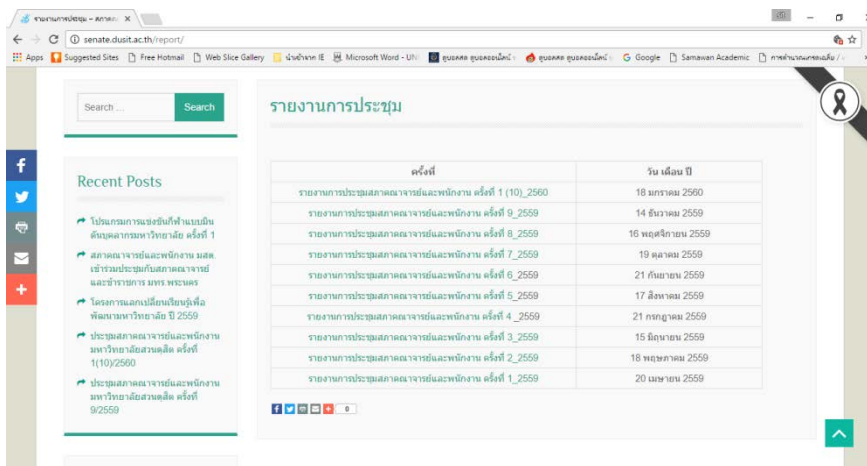 รายงานการประชุม – สภาคณ
senate.dusit.ac.th/report/
Apps Suggested Sites Free Hotmail Web Slice Gallery นำเข้าจาก IE Microsoft Word - UN Google Samawan Academic
Search ...
Search
รายงานการประชุม
Recent Posts
โปรแกรมการแข่งขันกีฬาแบบมิน
ตันบุคลากรมหาวิทยาลัย ครั้งที่ 1
สภาคณาจารย์และพนักงาน มสด.
เข้าร่วมประชุมกับสภาคณาจารย์
และข้าราชการ มทร.พระนคร
โครงการแลกเปลี่ยนเรียนรู้เพื่อ
พัฒนามหาวิทยาลัย ปี 2559
ประชุมสภาคณาจารย์และพนักงาน
มหาวิทยาลัยสวนดุสิต ครั้งที่
1(10)/2560
ประชุมสภาคณาจารย์และพนักงาน
มหาวิทยาลัยสวนดุสิต ครั้งที่
9/2559
ครั้งที่ วัน เดือน ปี
รายงานการประชุมสภาคณาจารย์และพนักงาน ครั้งที่ 1 (10)_2560 18 มกราคม 2560
รายงานการประชุมสภาคณาจารย์และพนักงาน ครั้งที่ 9_2559 14 ธันวาคม 2559
รายงานการประชุมสภาคณาจารย์และพนักงาน ครั้งที่ 8_2559 16 พฤศจิกายน 2559
รายงานการประชุมสภาคณาจารย์และพนักงาน ครั้งที่ 7_2559 19 ตุลาคม 2559
รายงานการประชุมสภาคณาจารย์และพนักงาน ครั้งที่ 6_2559 21 กันยายน 2559
รายงานการประชุมสภาคณาจารย์และพนักงาน ครั้งที่ 5_2559 17 สิงหาคม 2559
รายงานการประชุมสภาคณาจารย์และพนักงาน ครั้งที่ 4 _2559 21 กรกฎาคม 2559
รายงานการประชุมสภาคณาจารย์และพนักงาน ครั้งที่ 3_2559 15 มิถุนายน 2559
รายงานการประชุมสภาคณาจารย์และพนักงาน ครั้งที่ 2_2559 18 พฤษภาคม 2559
รายงานการประชุมสภาคณาจารย์และพนักงาน ครั้งที่ 1_2559 20 เมษายน 2559
0